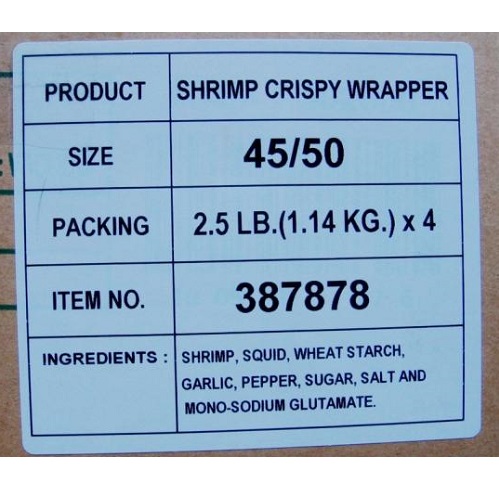 PRODUCT SHRIMP CRISPY WRAPPER
SIZE 45/50
PACKING 2.5 LB.(1.14 KG.) x 4
ITEM NO. 387878
INGREDIENTS : SHRIMP, SQUID, WHEAT STARCH,
GARLIC, PEPPER, SUGAR, SALT AND
MONO-SODIUM GLUTAMATE.